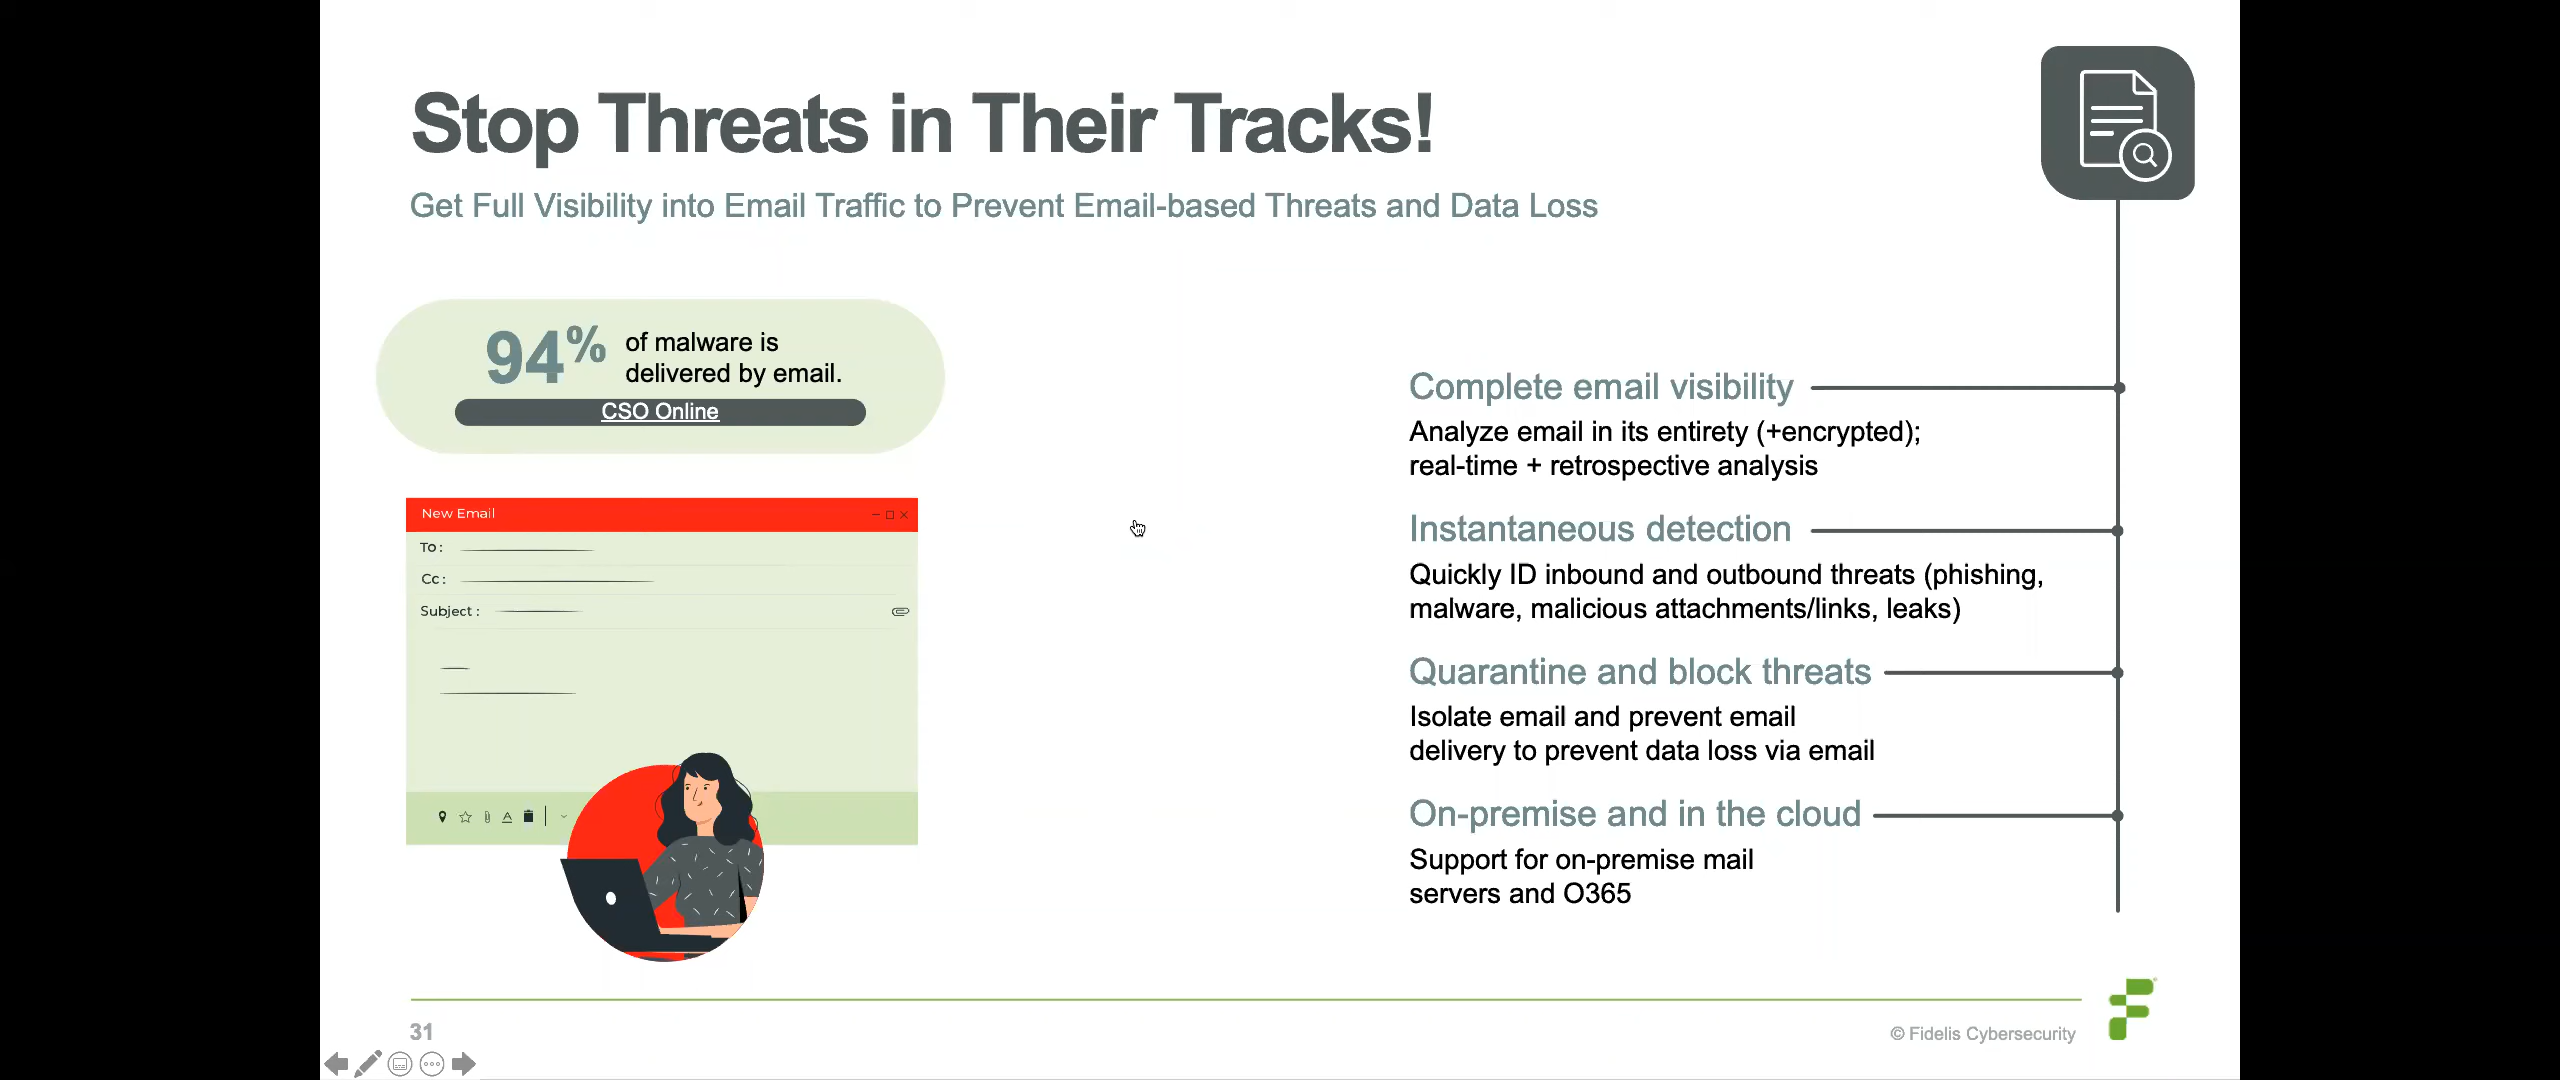 Stop Threats in Their Tracks!
Get Full Visibility into Email Traffic to Prevent Email-based Threats and Data Loss
94% of malware is
delivered by email.
CSO Online
New Email
To:
Cc:
Subject:
Complete email visibility
Analyze email in its entirety (+encrypted);
real-time + retrospective analysis
Instantaneous detection
Quickly ID inbound and outbound threats (phishing,
malware, malicious attachments/links, leaks)
Quarantine and block threats
Isolate email and prevent email
delivery to prevent data loss via email
On-premise and in the cloud
Support for on-premise mail
servers and O365
31
© Fidelis Cybersecurity